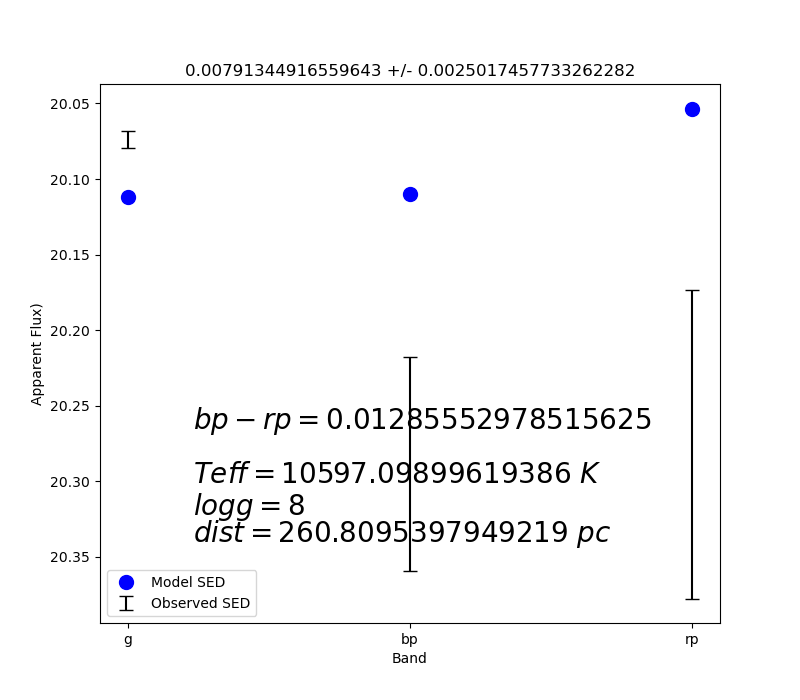 0.00791344916559643 +/- 0.0025017457733262282
Apparent Flux)
20.05
20.10
20.15
20.20
20.25
20.30
20.35
bp − rp = 0.01285552978515625
Teff = 10597.09899619386 K
logg = 8
dist = 260.8095397949219 pc
Model SED
Observed SED
g bp rp
Band